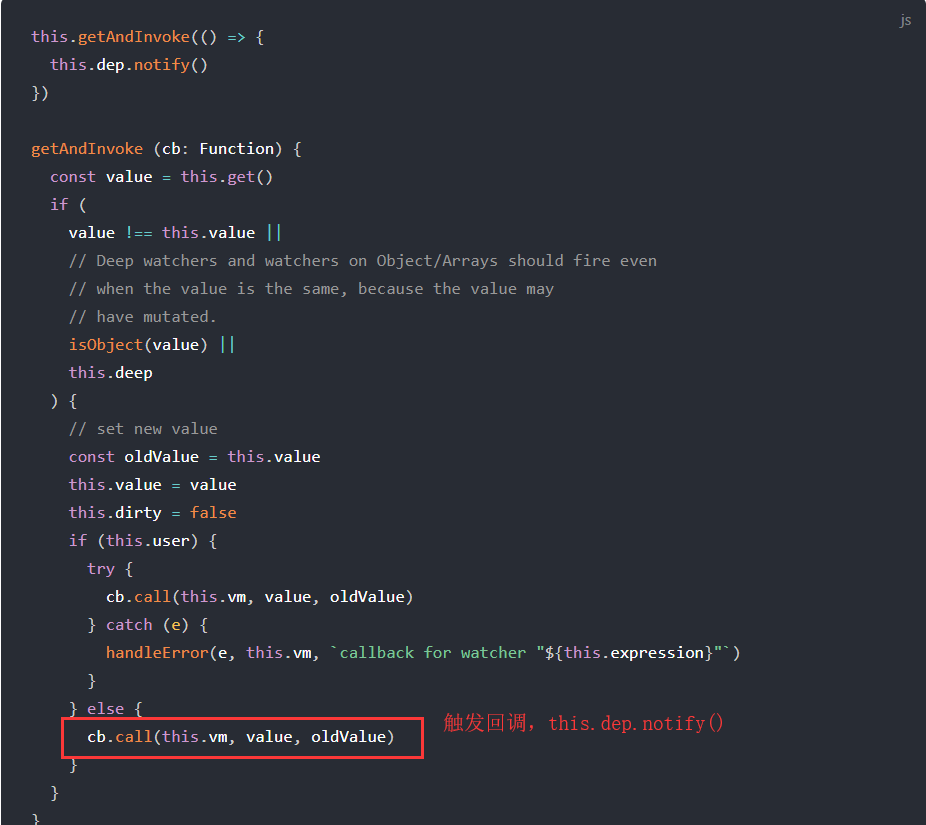 js
this.getAndInvoke(() => {
  this.dep.notify()
})

getAndInvoke (cb: Function) {
  const value = this.get()
  if (
    value !== this.value ||
    // Deep watchers and watchers on Object/Arrays should fire even
    // when the value is the same, because the value may
    // have mutated.
    isObject(value) ||
    this.deep
  ) {
    // set new value
    const oldValue = this.value
    this.value = value
    this.dirty = false
    if (this.user) {
      try {
        cb.call(this.vm, value, oldValue)
      } catch (e) {
        handleError(e, this.vm, `callback for watcher "${this.expression}"`)
      }
    } else {
      cb.call(this.vm, value, oldValue) 触发回调，this.dep.notify()
    }
  }
}